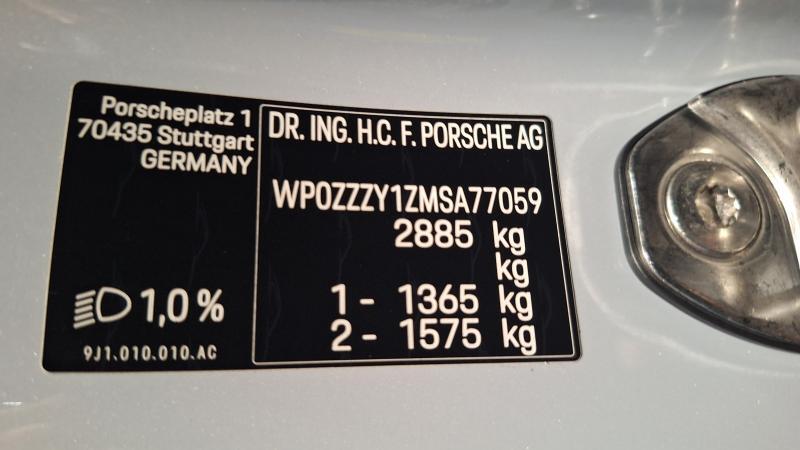 Porscheplatz 1
70435 Stuttgart
GERMANY
1,0 %
9J1.010.010.AC
DR. ING. H.C. F. PORSCHE AG
WP0ZZZY1ZMSA77059
2885 kg
kg
1 - 1365 kg
2 - 1575 kg